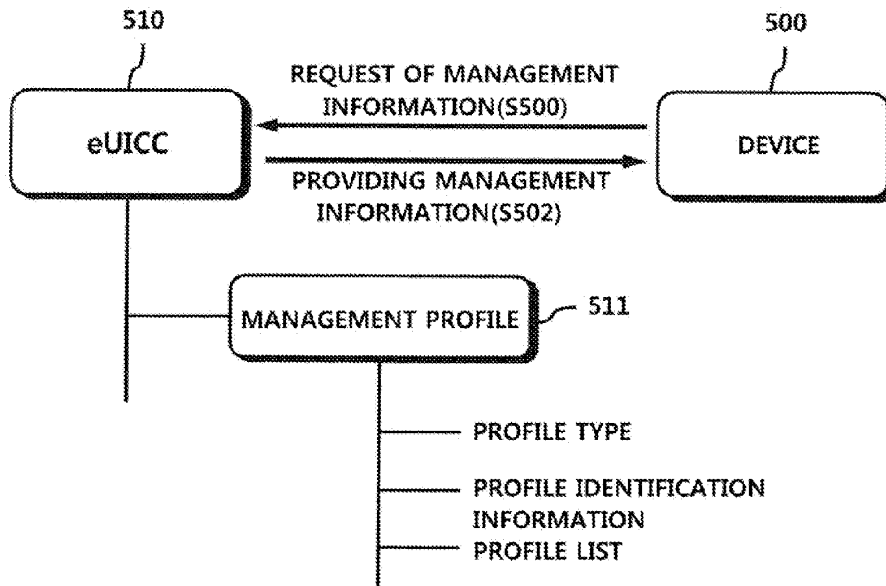 510
500
REQUEST OF MANAGEMENT
INFORMATION(S500)
eUICC
DEVICE
PROVIDING MANAGEMENT
INFORMATION(S502)
MANAGEMENT PROFILE
511
PROFILE TYPE
PROFILE IDENTIFICATION
INFORMATION
PROFILE LIST